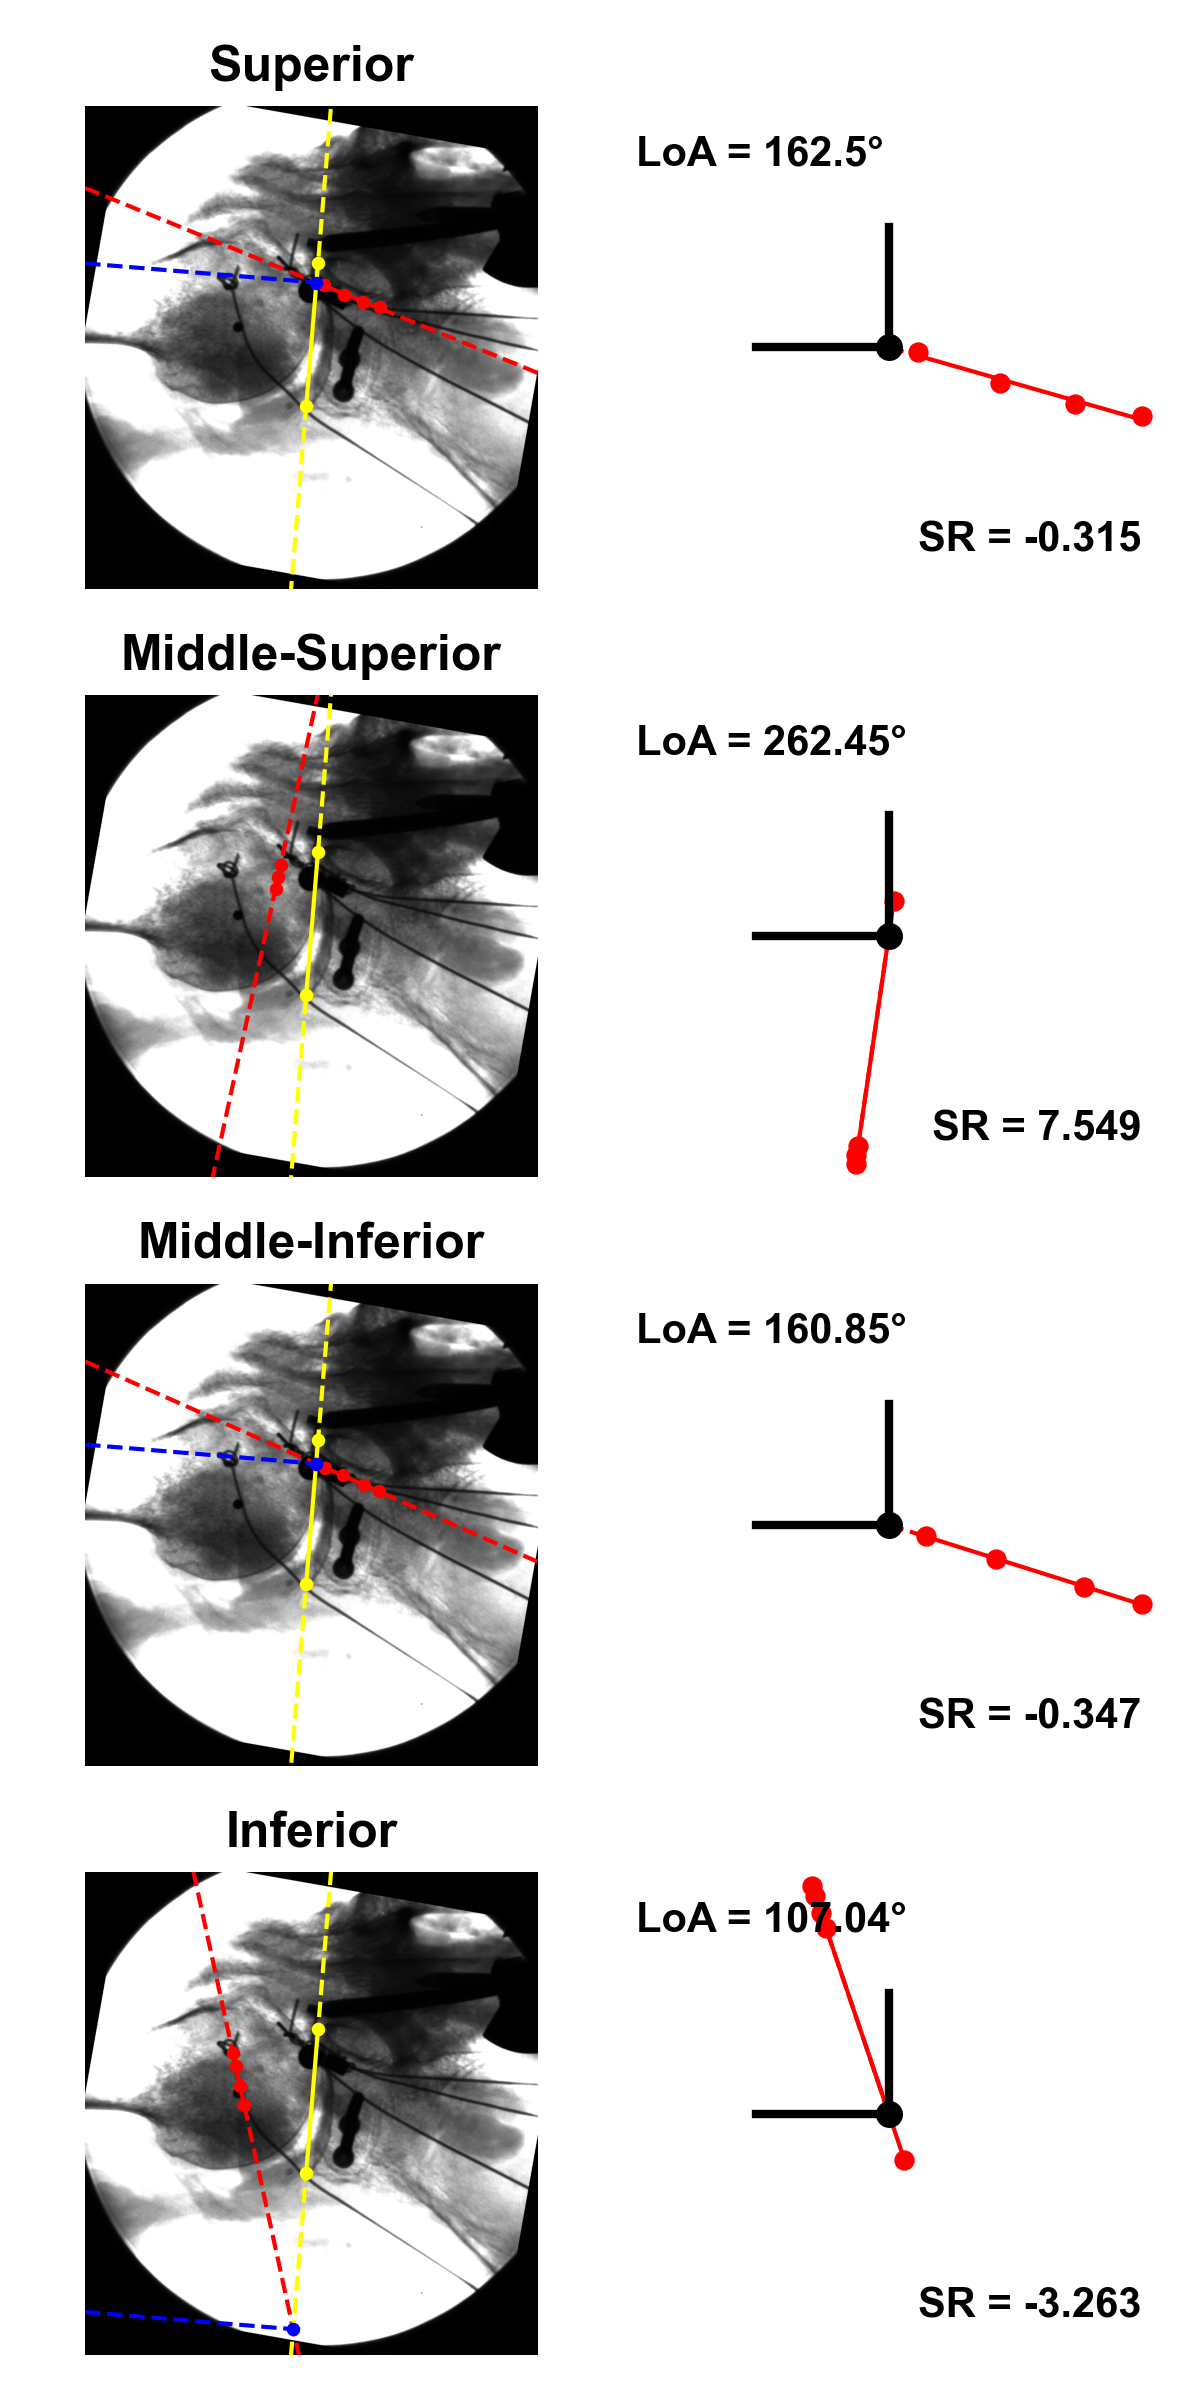 Superior
LoA = 162.5°
SR = -0.315
Middle-Superior
LoA = 262.45°
SR = 7.549
Middle-Inferior
LoA = 160.85°
SR = -0.347
Inferior
LoA = 107.04°
SR = -3.263